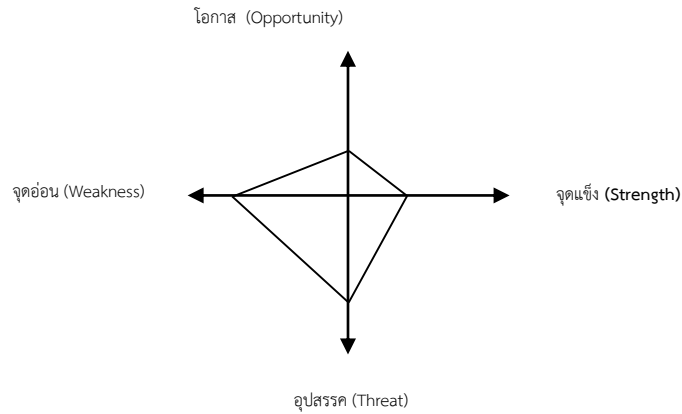 โอกาส (Opportunity)
จุดอ่อน (Weakness)
จุดแข็ง (Strength)
อุปสรรค (Threat)